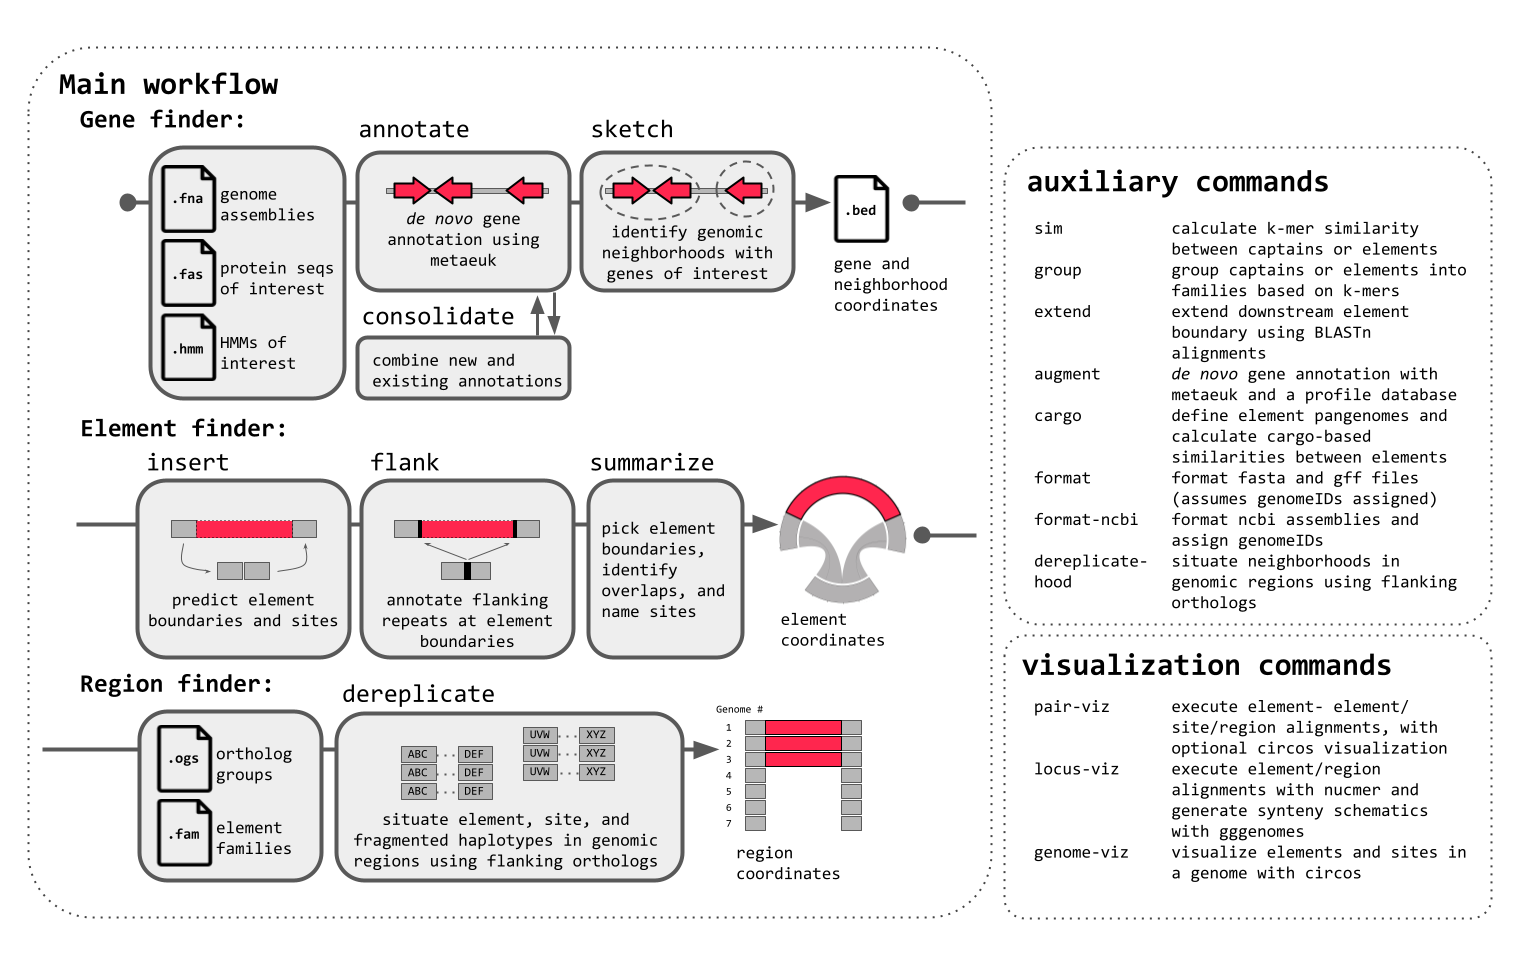 Main workflow
Gene finder:
annotate
sketch
.fna
genome
assemblies
.fas
protein seqs
of interest
.hmm
HMMs of
interest
de novo gene
annotation using
metaeuk
identify genomic
neighborhoods with
genes of interest
.bed
gene and
neighborhood
coordinates
consolidate
combine new and
existing annotations
Element finder:
insert
flank
summarize
predict element
boundaries and sites
annotate flanking
repeats at element
boundaries
pick element
boundaries,
identify
overlaps, and
name sites
element
coordinates
Region finder:
dereplicate
.ogs
ortholog
groups
.fam
element
families
ABC ... DEF
ABC ... DEF
ABC ... DEF
UVW ... XYZ
UVW ... XYZ
UVW ... XYZ
situate element, site, and
fragmented haplotypes in genomic
regions using flanking orthologs
Genome #
1
2
3
4
5
6
7
region
coordinates
auxiliary commands
sim calculate k-mer similarity
between captains or elements
group group captains or elements into
families based on k-mers
extend extend downstream element
boundary using BLASTn
alignments
augment de novo gene annotation with
metaeuk and a profile database
cargo define element pangenomes and
calculate cargo-based
similarities between elements
format format fasta and gff files
(assumes genomeIDs assigned)
format-ncbi format ncbi assemblies and
assign genomeIDs
dereplicate- situate neighborhoods in
hood genomic regions using flanking
orthologs
visualization commands
pair-viz execute element- element/
site/region alignments, with
optional circos visualization
locus-viz execute element/region
alignments with nucmer and
generate synteny schematics
with gggenomes
genome-viz visualize elements and sites in
a genome with circos